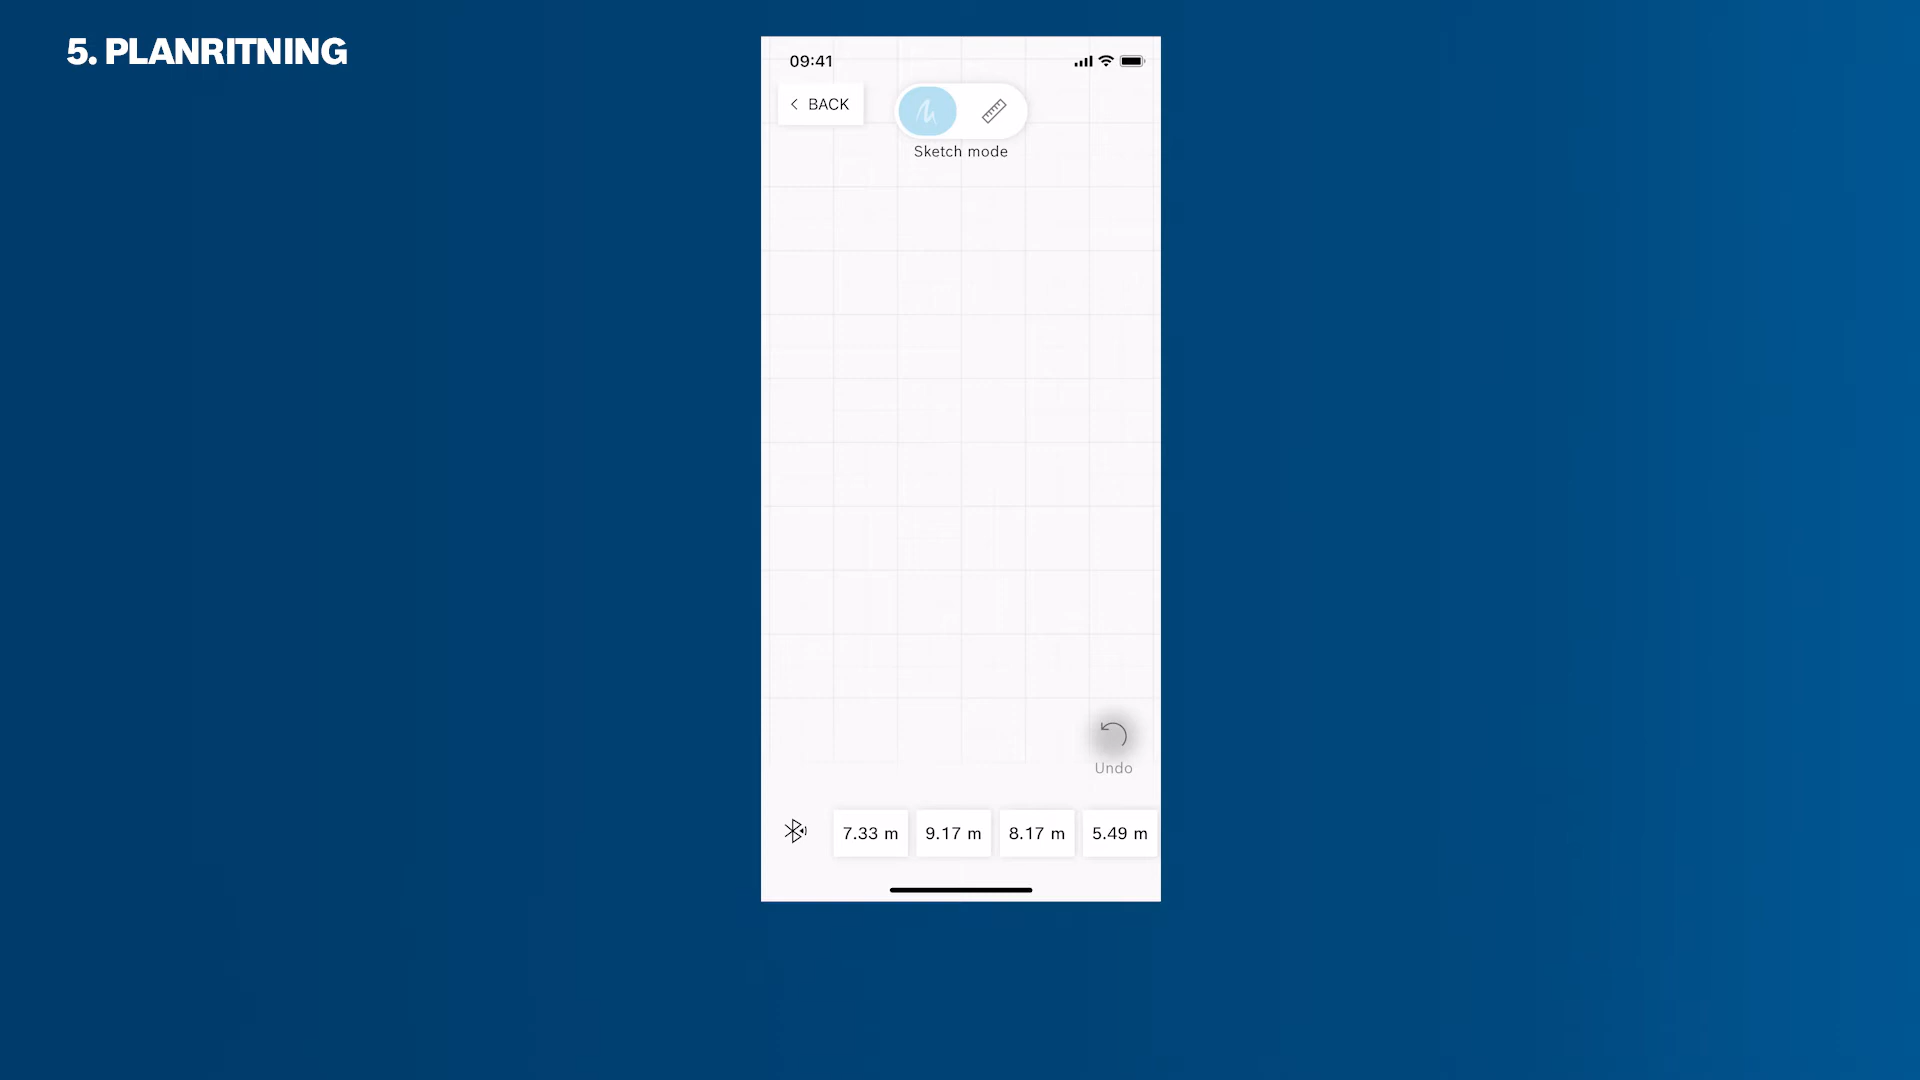 5. PLANRITNING
09:41
BACK
Sketch mode
Undo
7.33 m 9.17 m 8.17 m 5.49 m